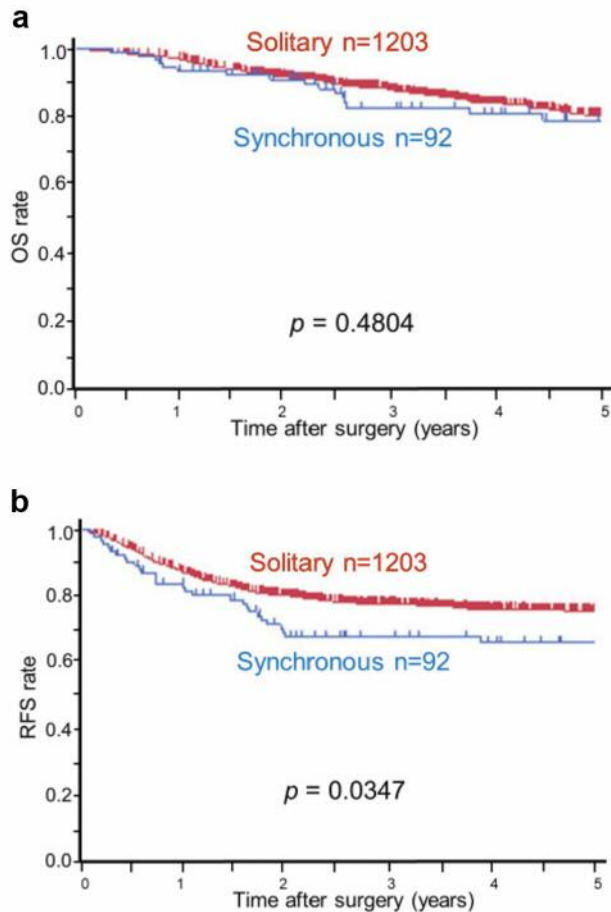 a
Solitary n=1203
Synchronous n=92
p = 0.4804
OS rate
1.0
0.8
0.6
0.4
0.2
0.0
0 1 2 3 4 5
Time after surgery (years)
b
Solitary n=1203
Synchronous n=92
p = 0.0347
RFS rate
1.0
0.8
0.6
0.4
0.2
0.0
0 1 2 3 4 5
Time after surgery (years)